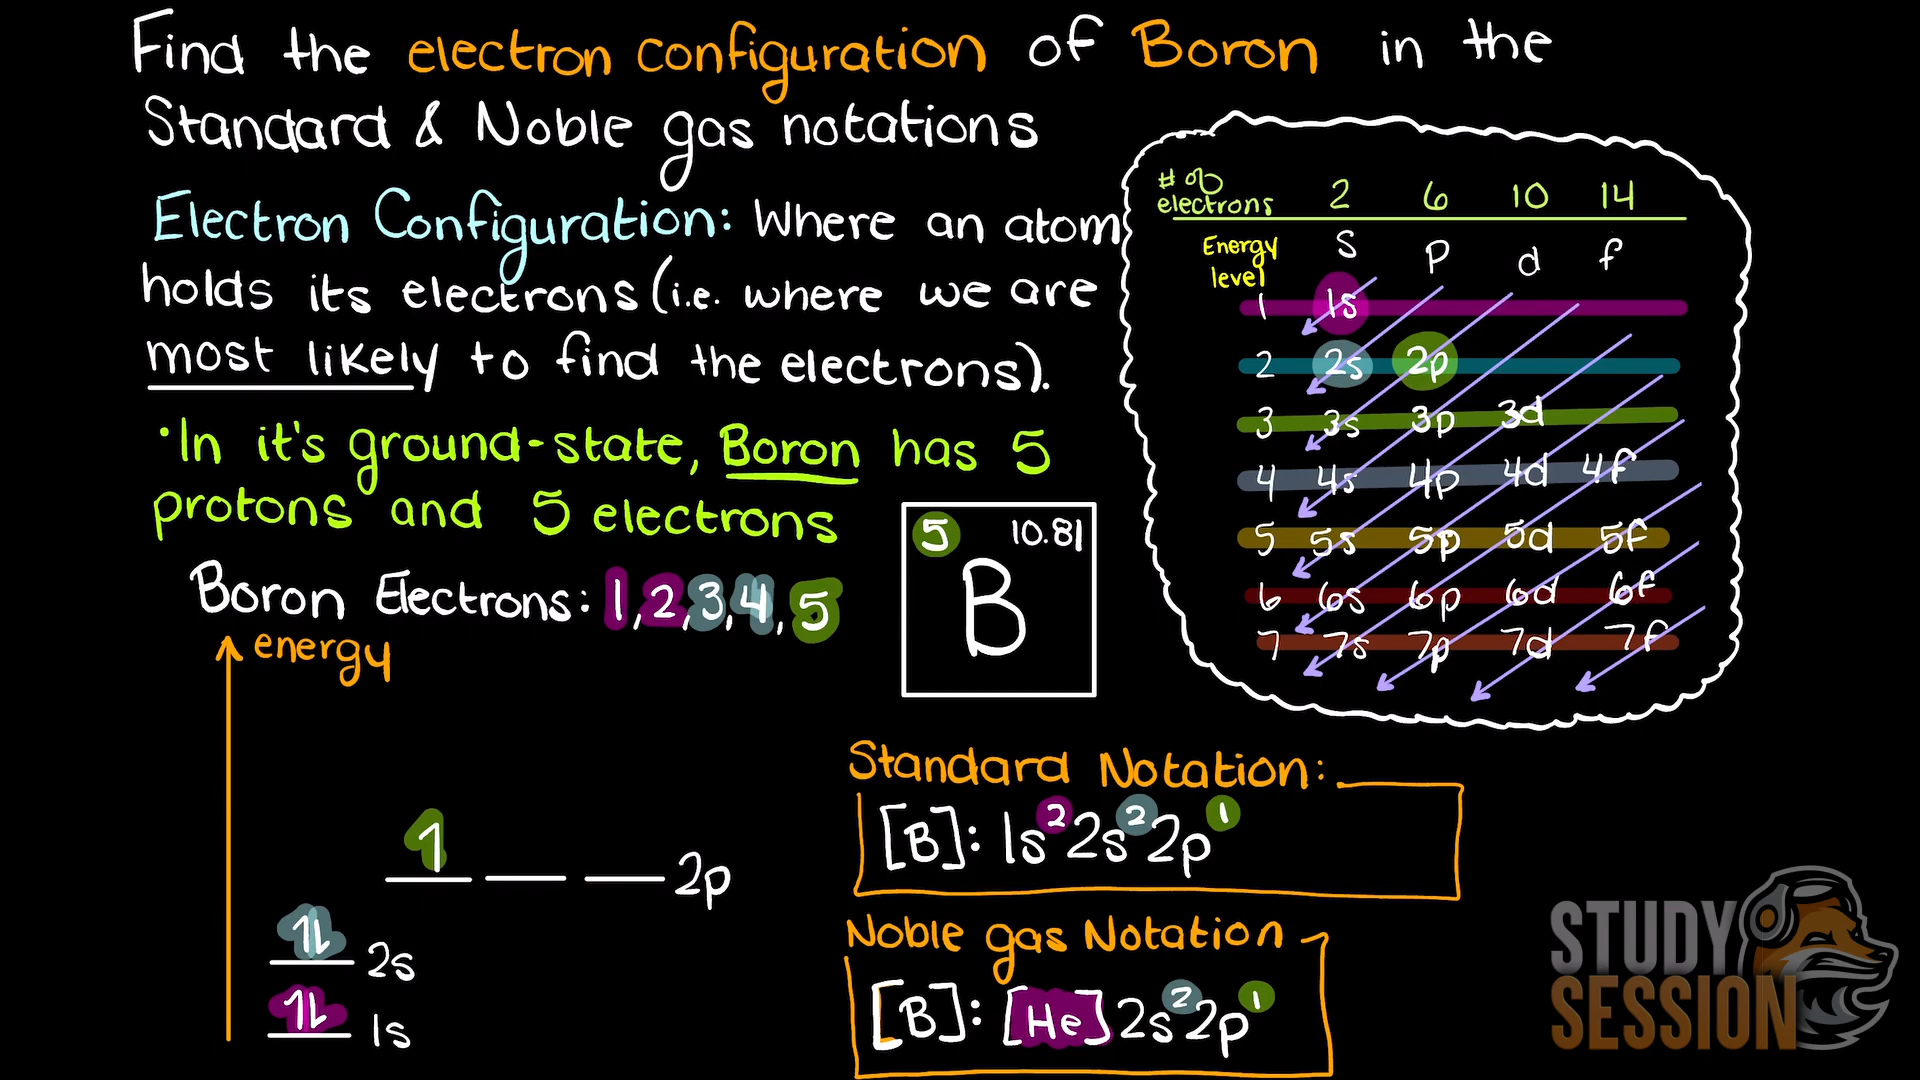 Find the electron configuration of Boron in the
Standard & Noble gas notations
Electron Configuration: Where an atom
holds its electrons (i.e. where we are
most likely to find the electrons).
·In it's ground-state, Boron has 5
protons and 5 electrons
Boron Electrons: 1, 2, 3, 4, 5
energy
2p
2s
1s
5 10.81
B
# of electrons 2 6 10 14
Energy level s p d f
1 1s
2 2s 2p
3 3s 3p 3d
4 4s 4p 4d 4f
5 5s 5p 5d 5f
6 6s 6p 6d 6f
7 7s 7p 7d 7f
Standard Notation:
[B]: 1s² 2s² 2p¹
Noble gas Notation
[B]: [He] 2s² 2p¹
STUDY
SESSION